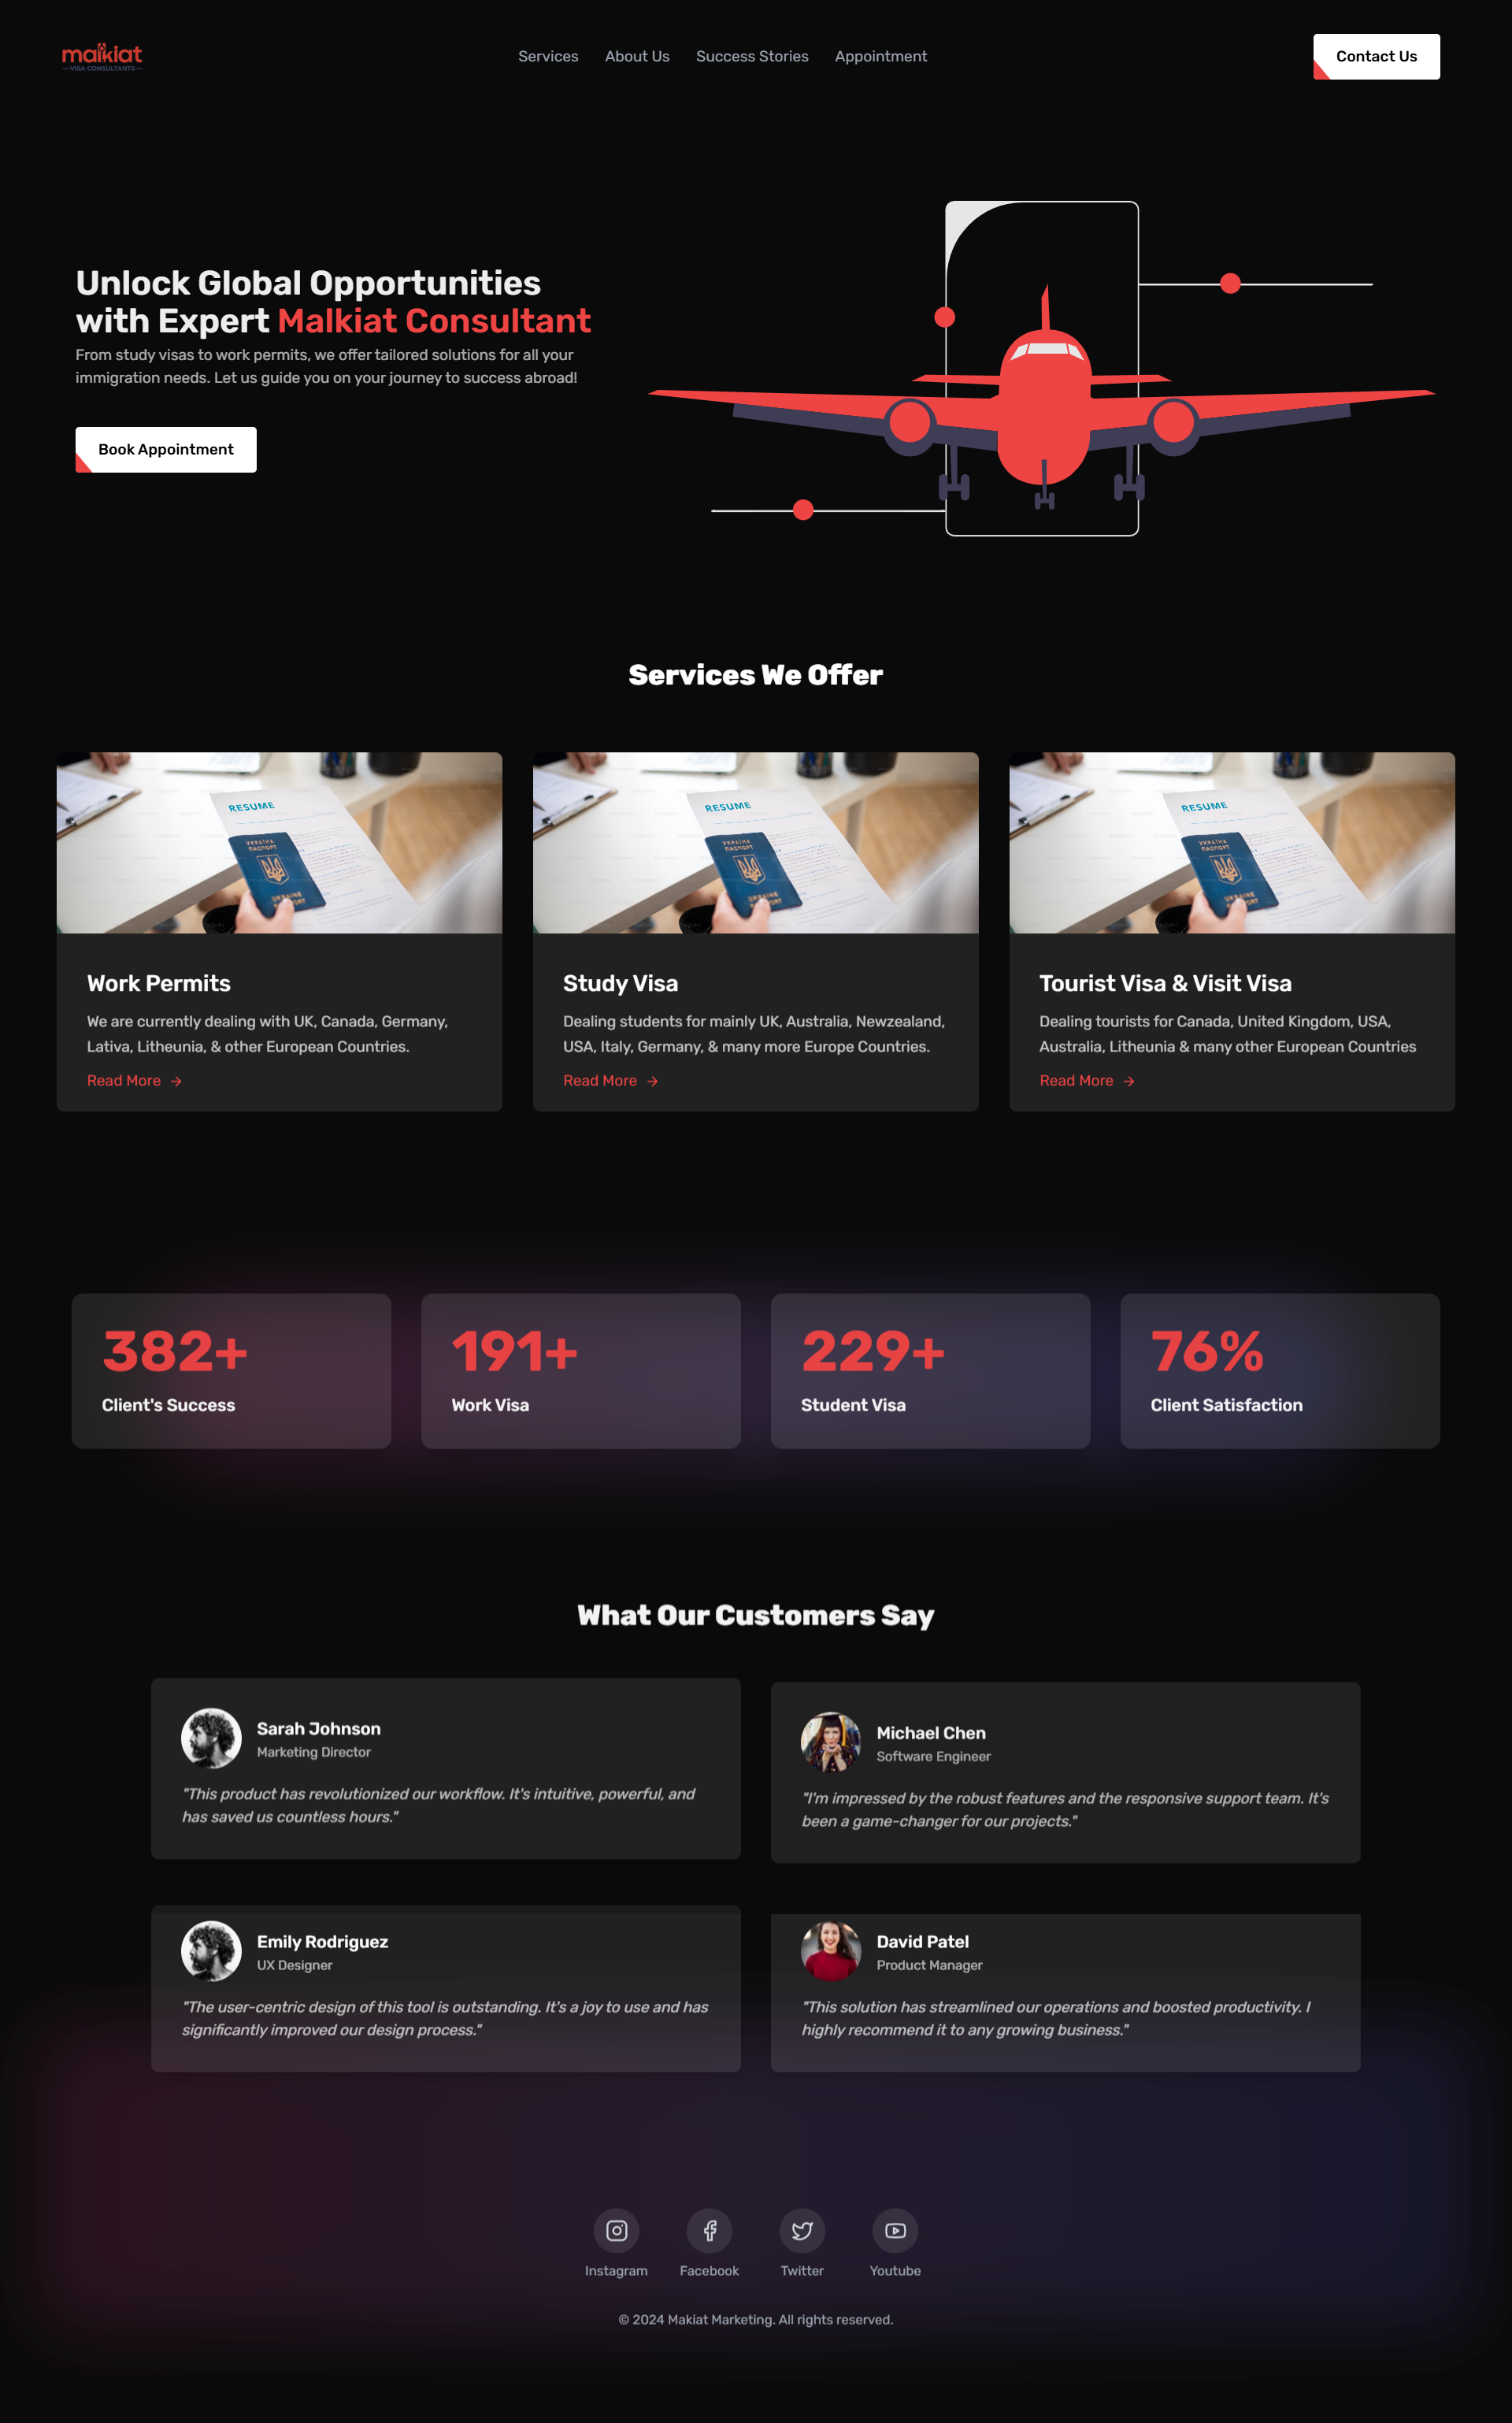 malkiat
VISA CONSULTANTS
Services
About Us
Success Stories
Appointment
Contact Us
Unlock Global Opportunities
with Expert Malkiat Consultant
From study visas to work permits, we offer tailored solutions for all your
immigration needs. Let us guide you on your journey to success abroad!
Book Appointment
Services We Offer
RESUME
УКРАЇНА
ПАСПОРТ
UKRAINE
RESUME
УКРАЇНА
ПАСПОРТ
UKRAINE
RESUME
УКРАЇНА
ПАСПОРТ
UKRAINE
Work Permits
We are currently dealing with UK, Canada, Germany,
Lativa, Litheunia, & other European Countries.
Read More
Study Visa
Dealing students for mainly UK, Australia, Newzealand,
USA, Italy, Germany, & many more Europe Countries.
Read More
Tourist Visa & Visit Visa
Dealing tourists for Canada, United Kingdom, USA,
Australia, Litheunia & many other European Countries
Read More
382+
Client's Success
191+
Work Visa
229+
Student Visa
76%
Client Satisfaction
What Our Customers Say
Sarah Johnson
Marketing Director
"This product has revolutionized our workflow. It's intuitive, powerful, and
has saved us countless hours."
Michael Chen
Software Engineer
"I'm impressed by the robust features and the responsive support team. It's
been a game-changer for our projects."
Emily Rodriguez
UX Designer
"The user-centric design of this tool is outstanding. It's a joy to use and has
significantly improved our design process."
David Patel
Product Manager
"This solution has streamlined our operations and boosted productivity. I
highly recommend it to any growing business."
Instagram
Facebook
Twitter
Youtube
© 2024 Makiat Marketing. All rights reserved.